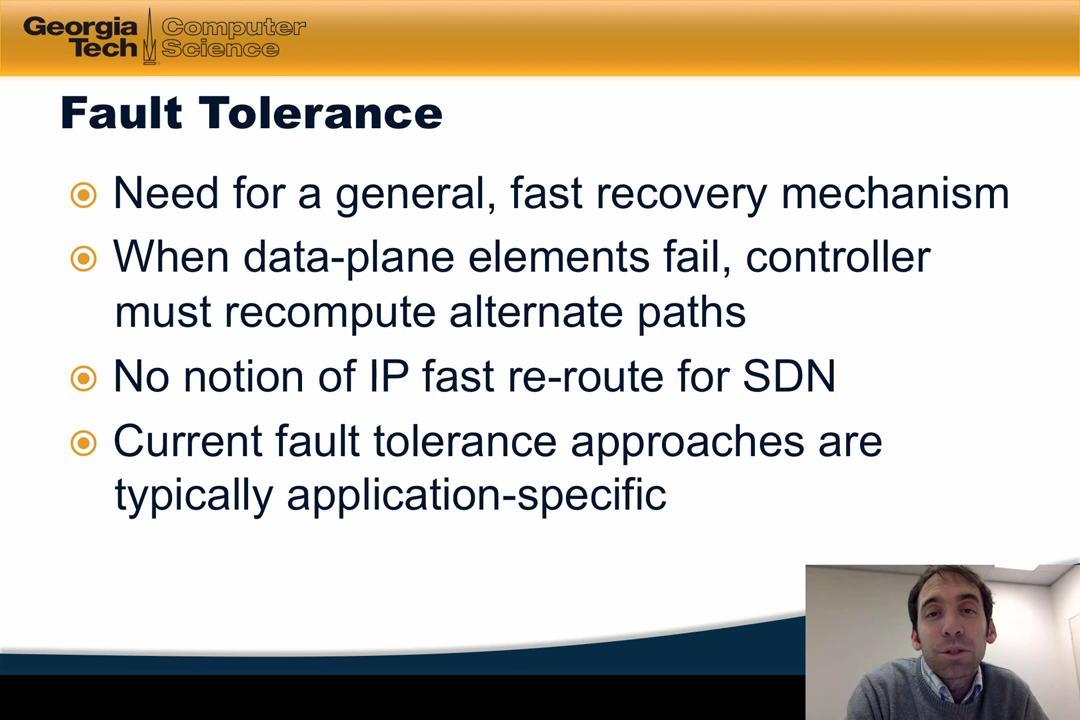 Georgia Tech
Computer Science
Fault Tolerance
Need for a general, fast recovery mechanism
When data-plane elements fail, controller
must recompute alternate paths
No notion of IP fast re-route for SDN
Current fault tolerance approaches are
typically application-specific